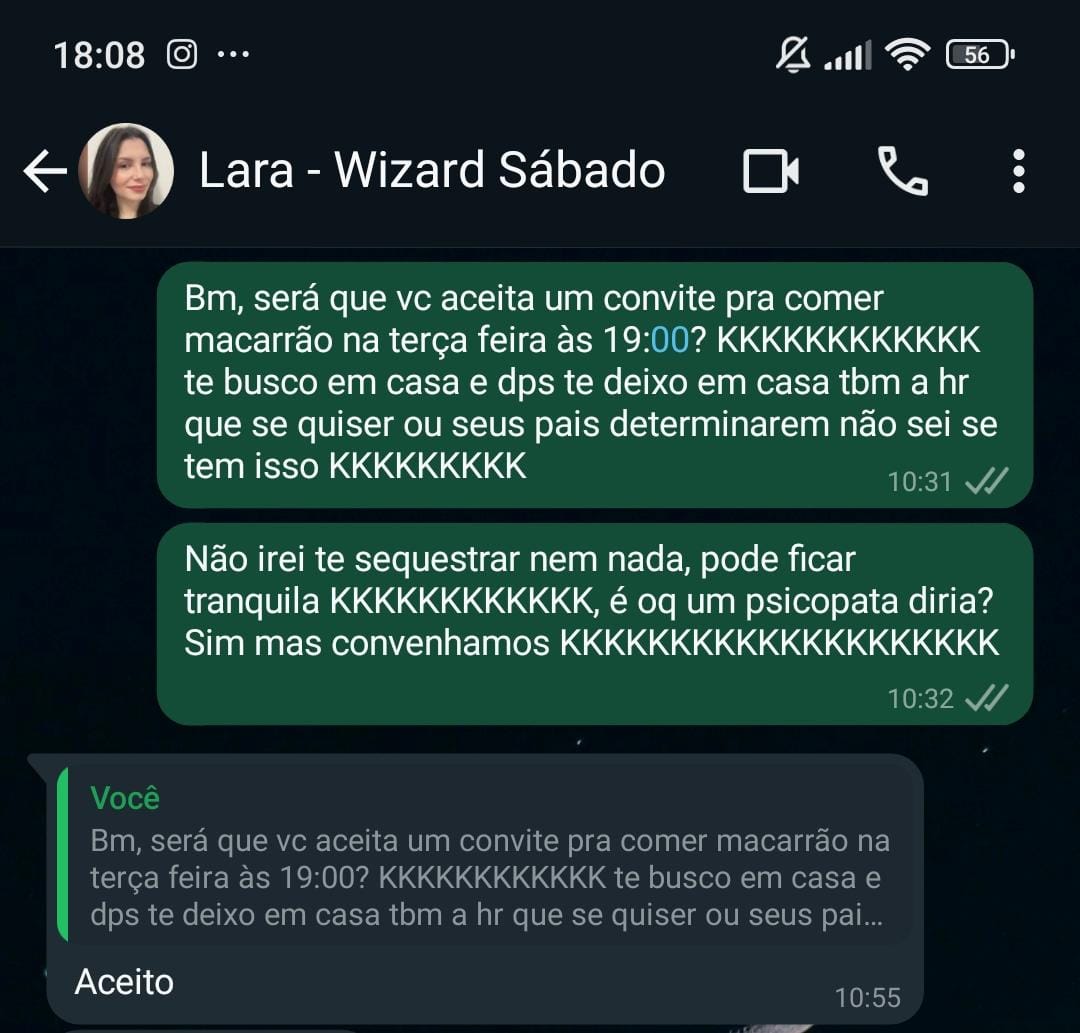 18:08
56
Lara - Wizard Sábado
Bm, será que vc aceita um convite pra comer
macarrão na terça feira às 19:00? KKKKKKKKKKKK
te busco em casa e dps te deixo em casa tbm a hr
que se quiser ou seus pais determinarem não sei se
tem isso KKKKKKKKK
10:31
Não irei te sequestrar nem nada, pode ficar
tranquila KKKKKKKKKKKK, é oq um psicopata diria?
Sim mas convenhamos KKKKKKKKKKKKKKKKKKKK
10:32
Você
Bm, será que vc aceita um convite pra comer macarrão na
terça feira às 19:00? KKKKKKKKKKKK te busco em casa e
dps te deixo em casa tbm a hr que se quiser ou seus pai...
Aceito
10:55